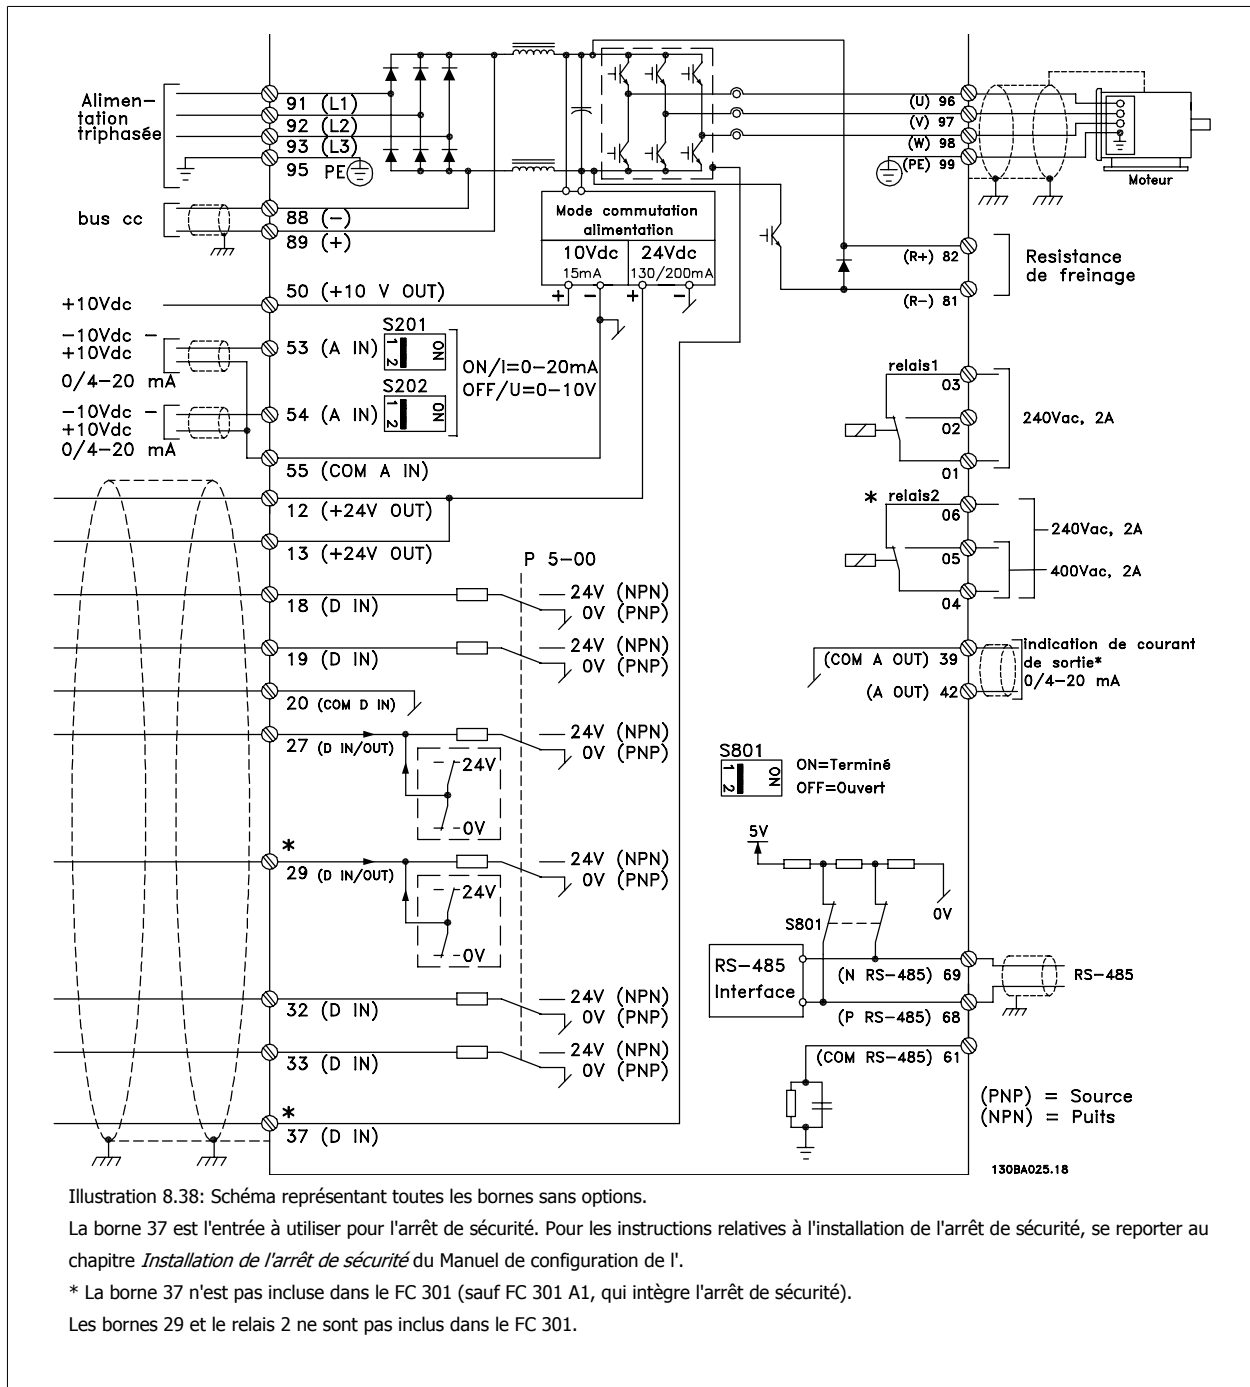 Alimen-
tation
triphasée
91 (L1)
92 (L2)
93 (L3)
95 PE
bus cc
88 (−)
89 (+)
+10Vdc
50 (+10 V OUT)
−10Vdc −
+10Vdc
0/4−20 mA
53 (A IN)
S201
1 2
ON
ON/I=0−20mA
OFF/U=0−10V
−10Vdc −
+10Vdc
0/4−20 mA
54 (A IN)
S202
1 2
ON
55 (COM A IN)
12 (+24V OUT)
13 (+24V OUT)
P 5-00
18 (D IN)
24V (NPN)
0V (PNP)
19 (D IN)
24V (NPN)
0V (PNP)
20 (COM D IN)
27 (D IN/OUT)
24V (NPN)
0V (PNP)
24V
0V
*
29 (D IN/OUT)
24V (NPN)
0V (PNP)
24V
0V
32 (D IN)
24V (NPN)
0V (PNP)
33 (D IN)
24V (NPN)
0V (PNP)
*
37 (D IN)
Mode commutation
alimentation
10Vdc
15mA
24Vdc
130/200mA
+ − + −
(U) 96
(V) 97
(W) 98
(PE) 99
Moteur
(R+) 82
(R−) 81
Resistance
de freinage
relais1
03
02
01
240Vac, 2A
* relais2
06
05
04
240Vac, 2A
400Vac, 2A
(COM A OUT) 39
(A OUT) 42
indication de courant
de sortie*
0/4−20 mA
S801
1 2
ON
ON=Terminé
OFF=Ouvert
5V
0V
S801
RS−485
Interface
(N RS−485) 69
(P RS−485) 68
RS−485
(COM RS−485) 61
(PNP) = Source
(NPN) = Puits
130BA025.18
Illustration 8.38: Schéma représentant toutes les bornes sans options.
La borne 37 est l'entrée à utiliser pour l'arrêt de sécurité. Pour les instructions relatives à l'installation de l'arrêt de sécurité, se reporter au
chapitre Installation de l'arrêt de sécurité du Manuel de configuration de l'.
* La borne 37 n'est pas incluse dans le FC 301 (sauf FC 301 A1, qui intègre l'arrêt de sécurité).
Les bornes 29 et le relais 2 ne sont pas inclus dans le FC 301.